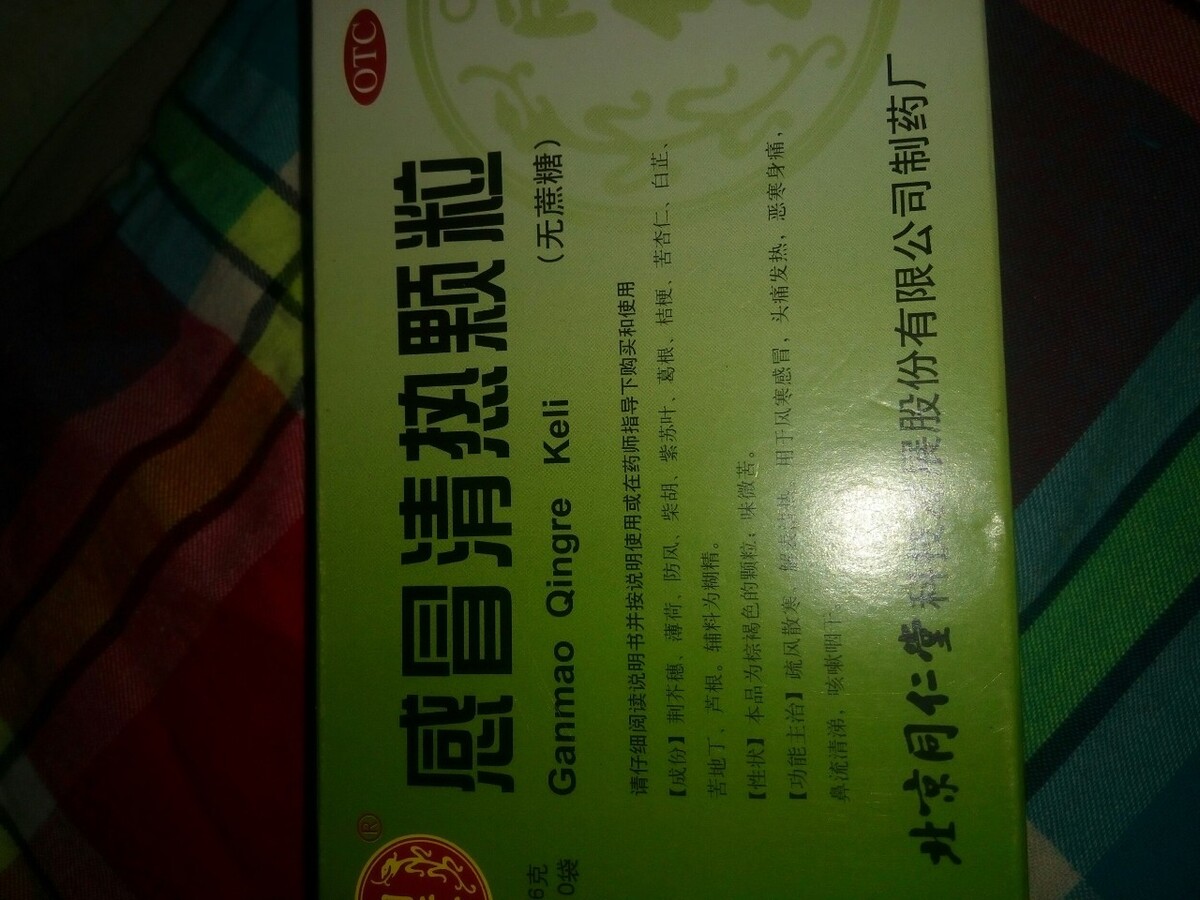 OTC
®
感冒清热颗粒
Ganmao Qingre Keli
（无蔗糖）
6克
0袋
请仔细阅读说明书并按说明使用或在药师指导下购买和使用
【成份】荆芥穗、薄荷、防风、柴胡、紫苏叶、葛根、桔梗、苦杏仁、白芷、
苦地丁、芦根。辅料为糊精。
【性状】本品为棕褐色的颗粒；味微苦。
【功能主治】疏风散寒，解表清热。用于风寒感冒，头痛发热，恶寒身痛，
鼻流清涕，咳嗽咽干。
北京同仁堂科技发展股份有限公司制药厂